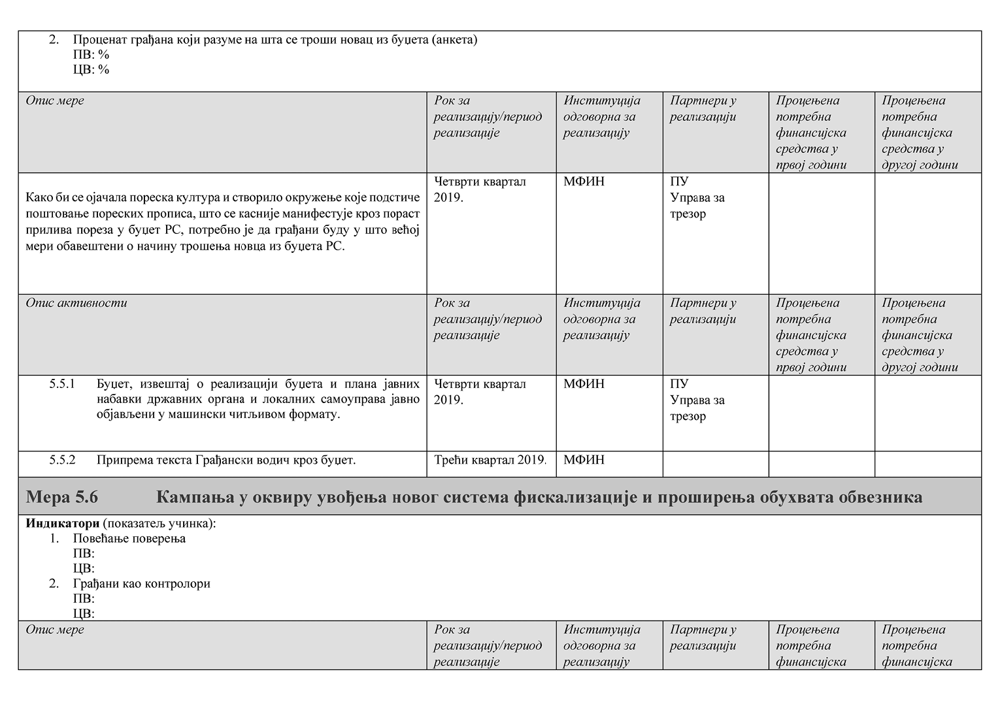 2. Проценат грађана који разуме на шта се троши новац из буџета (анкета)
ПВ: %
ЦВ: %
Опис мере
Рок за
реализацију/период
реализације
Институција
одговорна за
реализацију
Партнери у
реализацији
Процењена
потребна
финансијска
средства у
првој години
Процењена
потребна
финансијска
средства у
другој години
Како би се ојачала пореска култура и створило окружење које подстиче
поштовање пореских прописа, што се касније манифестује кроз пораст
прилива пореза у буџет РС, потребно је да грађани буду у што већој
мери обавештени о начину трошења новца из буџета РС.
Четврти квартал
2019.
МФИН
ПУ
Управа за
трезор
Опис активности
Рок за
реализацију/период
реализације
Институција
одговорна за
реализацију
Партнери у
реализацији
Процењена
потребна
финансијска
средства у
првој години
Процењена
потребна
финансијска
средства у
другој години
5.5.1 Буџет, извештај о реализацији буџета и плана јавних
набавки државних органа и локалних самоуправа јавно
објављени у машински читљивом формату.
Четврти квартал
2019.
МФИН
ПУ
Управа за
трезор
5.5.2 Припрема текста Грађански водич кроз буџет.
Трећи квартал 2019.
МФИН
Мера 5.6 Кампања у оквиру увођења новог система фискализације и проширења обухвата обвезника
Индикатори (показатељ учинка):
1. Повећање поверења
ПВ:
ЦВ:
2. Грађани као контролори
ПВ:
ЦВ:
Опис мере
Рок за
реализацију/период
реализације
Институција
одговорна за
реализацију
Партнери у
реализацији
Процењена
потребна
финансијска
Процењена
потребна
финансијска